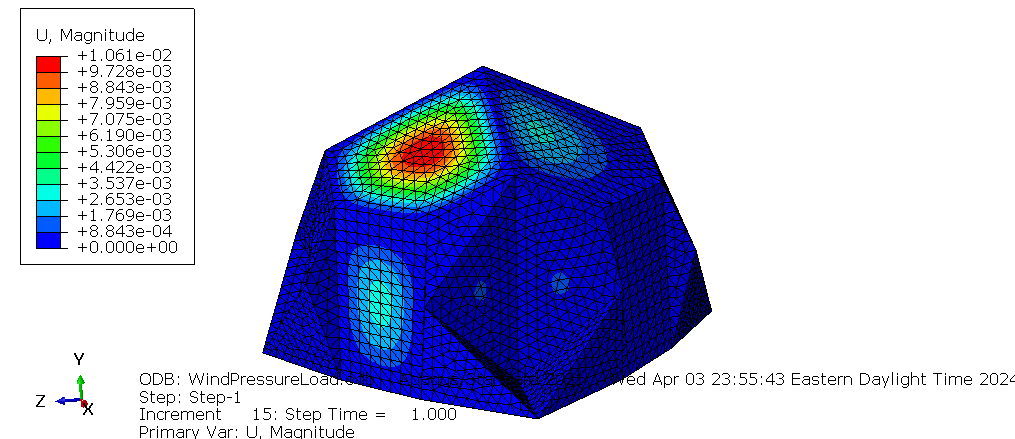 U, Magnitude
+1.061e-02
+9.728e-03
+8.843e-03
+7.959e-03
+7.075e-03
+6.190e-03
+5.306e-03
+4.422e-03
+3.537e-03
+2.653e-03
+1.769e-03
+8.843e-04
+0.000e+00
Y
Z
X
ODB: WindPressureLoad. Wed Apr 03 23:55:43 Eastern Daylight Time 2024
Step: Step-1
Increment 15: Step Time = 1.000
Primary Var: U, Magnitude